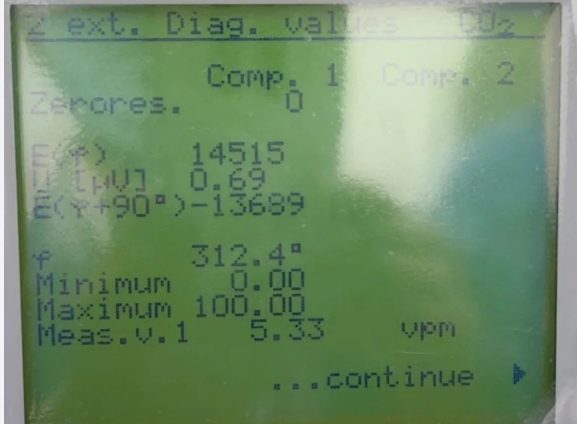 2 ext. Diag. values CO₂
Comp. 1 Comp. 2
Zerores. 0
E(φ) 14515
U [µV] 0.69
E(φ+90°)-13689
φ 312.4°
Minimum 0.00
Maximum 100.00
Meas.v.1 5.33 vpm
...continue ▶